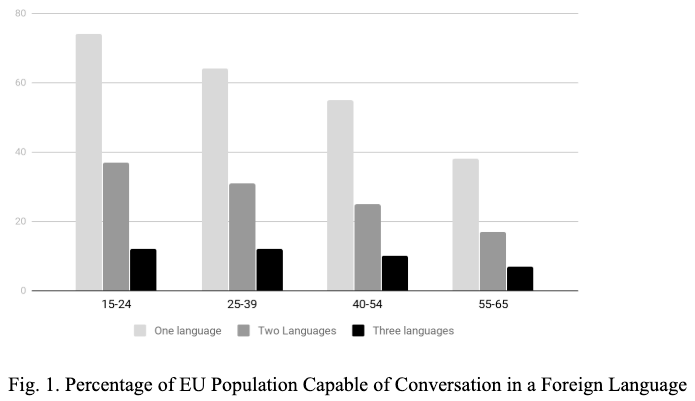 80
60
40
20
0
15-24 25-39 40-54 55-65
One language Two Languages Three languages
Fig. 1. Percentage of EU Population Capable of Conversation in a Foreign Language